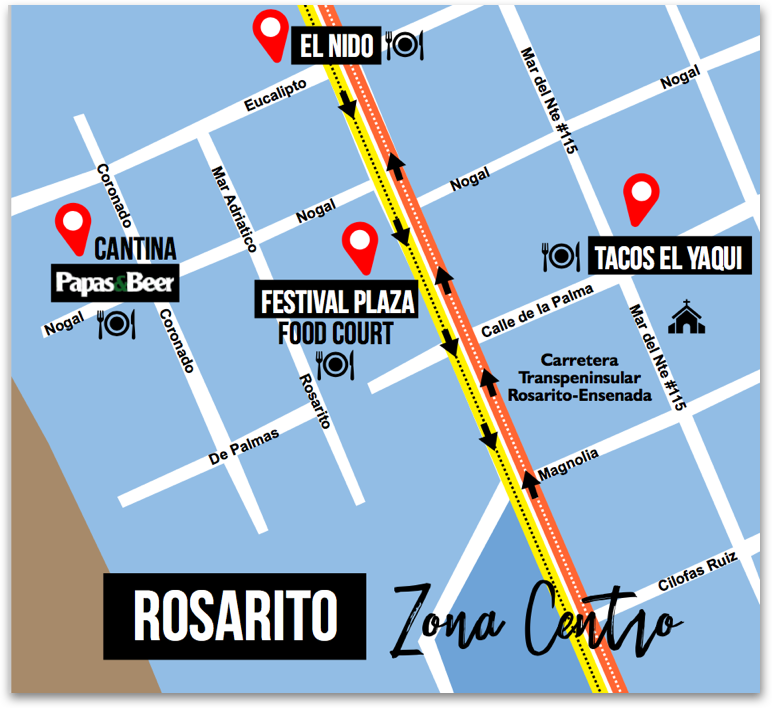 EL NIDO
Eucalipto
Mar del Nte #115
Nogal
Coronado
Mar Adriatico
Nogal
Nogal
CANTINA
Papas&Beer
TACOS EL YAQUI
FESTIVAL PLAZA
FOOD COURT
Nogal
Coronado
Calle de la Palma
Mar del Nte #115
Carretera
Transpeninsular
Rosarito-Ensenada
Rosarito
De Palmas
Magnolia
Cilofas Ruiz
ROSARITO
Zona Centro